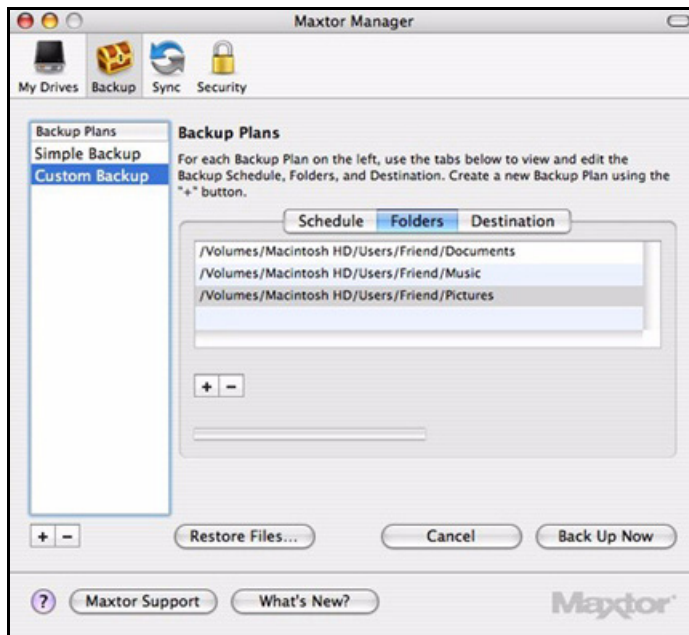 Maxtor Manager
My Drives Backup Sync Security
Backup Plans
Simple Backup
Custom Backup
Backup Plans
For each Backup Plan on the left, use the tabs below to view and edit the
Backup Schedule, Folders, and Destination. Create a new Backup Plan using the
"+" button.
Schedule Folders Destination
/Volumes/Macintosh HD/Users/Friend/Documents
/Volumes/Macintosh HD/Users/Friend/Music
/Volumes/Macintosh HD/Users/Friend/Pictures
+ −
+ − Restore Files... Cancel Back Up Now
? Maxtor Support What's New? Maxtor